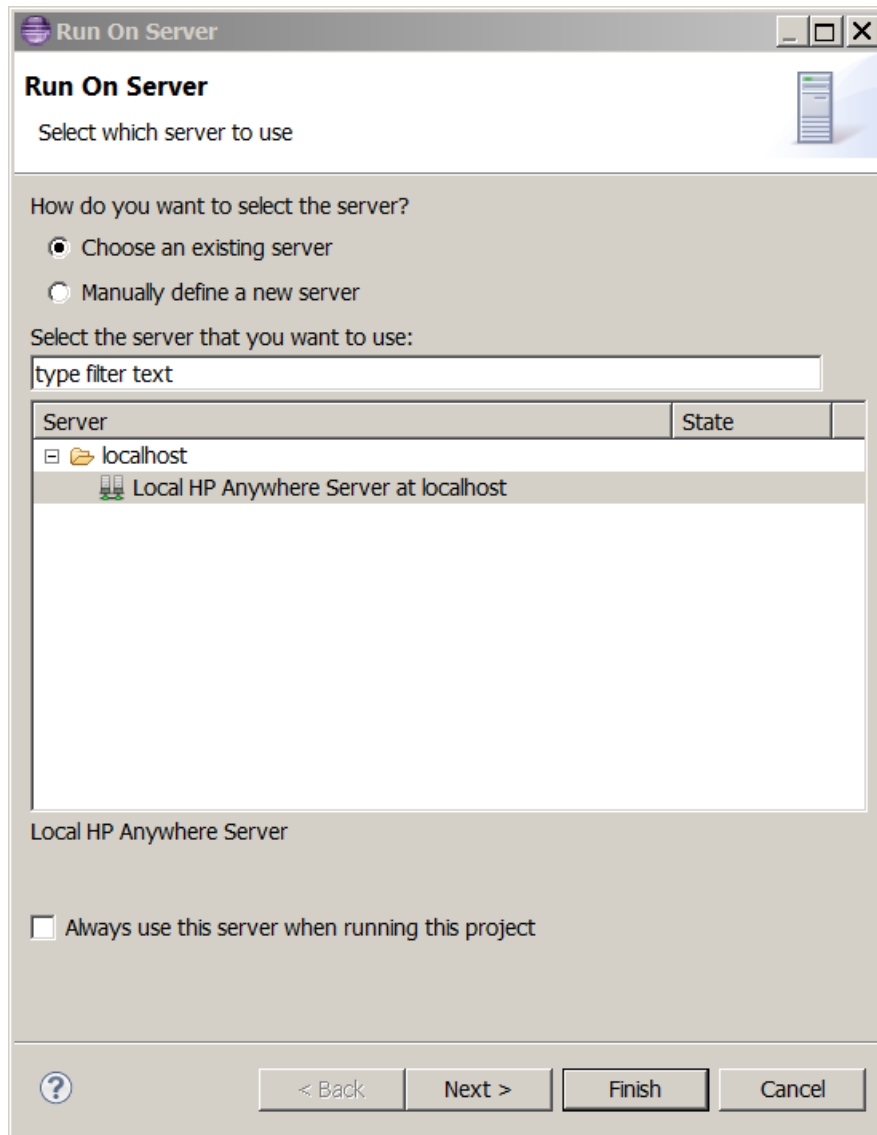 Run On Server
Run On Server
Select which server to use
How do you want to select the server?
Choose an existing server
Manually define a new server
Select the server that you want to use:
type filter text
Server State
localhost
Local HP Anywhere Server at localhost
Local HP Anywhere Server
Always use this server when running this project
? < Back Next > Finish Cancel